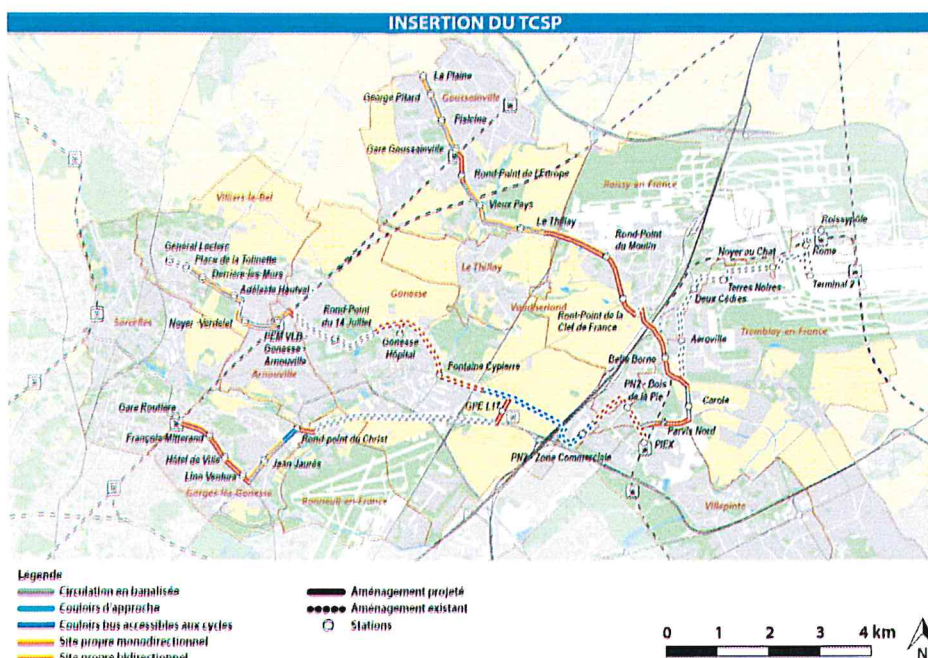 INSERTION DU TCSP
La Plaine
George Pitard
Goussainville
Piscine
Gare Goussainville
Rond-Point de L'Europe
Roissy-en-France
Villiers-le-Bel
Vieux Pays
Roissypôle
Général Leclerc
Le Thillay
Rond-Point
du Moulin
Noyer au Chat
Rome
Place de la Tolinette
Derrière-les-Murs
Le Thillay
Adélaïde Hautval
Gonesse
Terres Noires
Terminal 2
Deux Cèdres
Rond-Point
du 14 Juillet
Vaudherland
Ront-Point de la
Clef de France
Sarcelles
Noyer-Verdelet
PEM VLB
Gonesse
Arnouville
Gonesse
Hôpital
Tremblay-en-France
Aéroville
Arnouville
Fontaine Cypierre
Belle Borne
PN2 - Bois
de la Pie
Gare Routière
GPE L17
Carole
François Mitterand
Rond-point du Christ
Parvis Nord
PIEX
Hôtel de Ville
Jean Jaurès
PN2 - Zone Commerciale
Lino Ventura
Garges-lès-Gonesse
Bonneuil-en-France
Villepinte
Légende
Circulation en banalisée
Couloirs d'approche
Couloirs bus accessibles aux cycles
Site propre monodirectionnel
Site propre bidirectionnel
Aménagement projeté
Aménagement existant
Stations
0 1 2 3 4 km
N